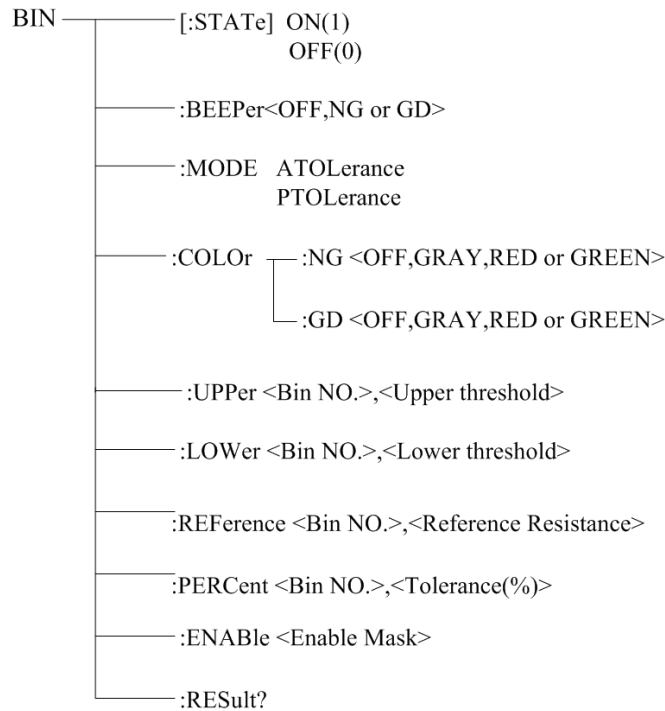 BIN [:STATe] ON(1)
OFF(0)
:BEEPer<OFF,NG or GD>
:MODE ATOLerance
PTOLerance
:COLOr :NG <OFF,GRAY,RED or GREEN>
:GD <OFF,GRAY,RED or GREEN>
:UPPer <Bin NO.>,<Upper threshold>
:LOWer <Bin NO.>,<Lower threshold>
:REFerence <Bin NO.>,<Reference Resistance>
:PERCent <Bin NO.>,<Tolerance(%)>
:ENABle <Enable Mask>
:RESult?